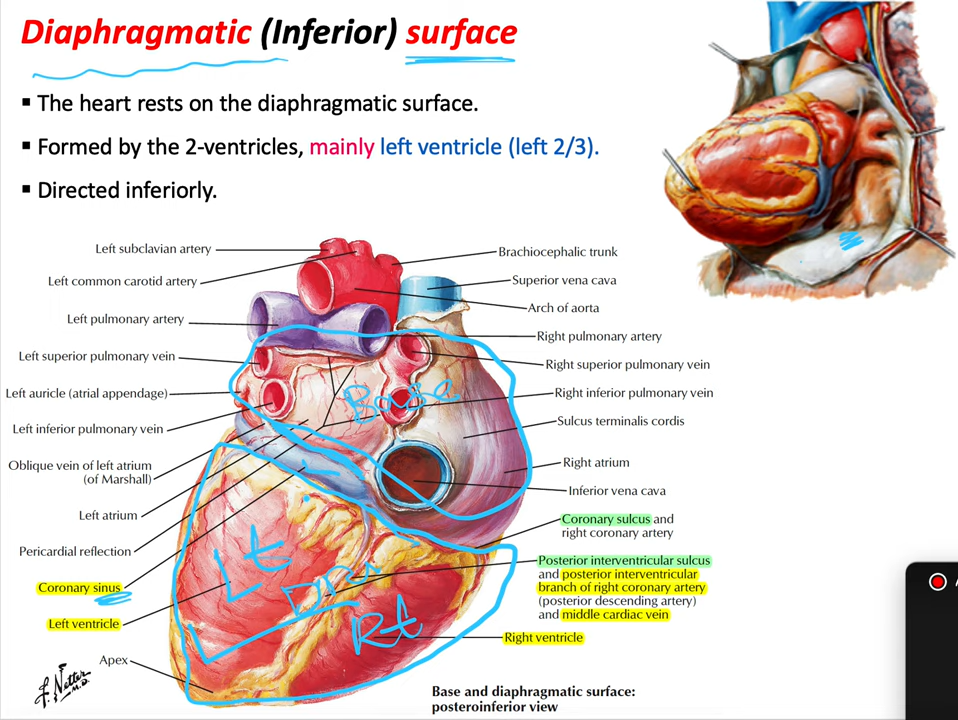 Diaphragmatic (Inferior) surface
▪ The heart rests on the diaphragmatic surface.
▪ Formed by the 2-ventricles, mainly left ventricle (left 2/3).
▪ Directed inferiorly.
Left subclavian artery
Left common carotid artery
Left pulmonary artery
Left superior pulmonary vein
Left auricle (atrial appendage)
Left inferior pulmonary vein
Oblique vein of left atrium
(of Marshall)
Left atrium
Pericardial reflection
Coronary sinus
Left ventricle
Apex
Brachiocephalic trunk
Superior vena cava
Arch of aorta
Right pulmonary artery
Right superior pulmonary vein
Right inferior pulmonary vein
Sulcus terminalis cordis
Right atrium
Inferior vena cava
Coronary sulcus and
right coronary artery
Posterior interventricular sulcus
and posterior interventricular
branch of right coronary artery
(posterior descending artery)
and middle cardiac vein
Right ventricle
Base
Lt
Rt
F. Netter
M.D.
Base and diaphragmatic surface:
posteroinferior view